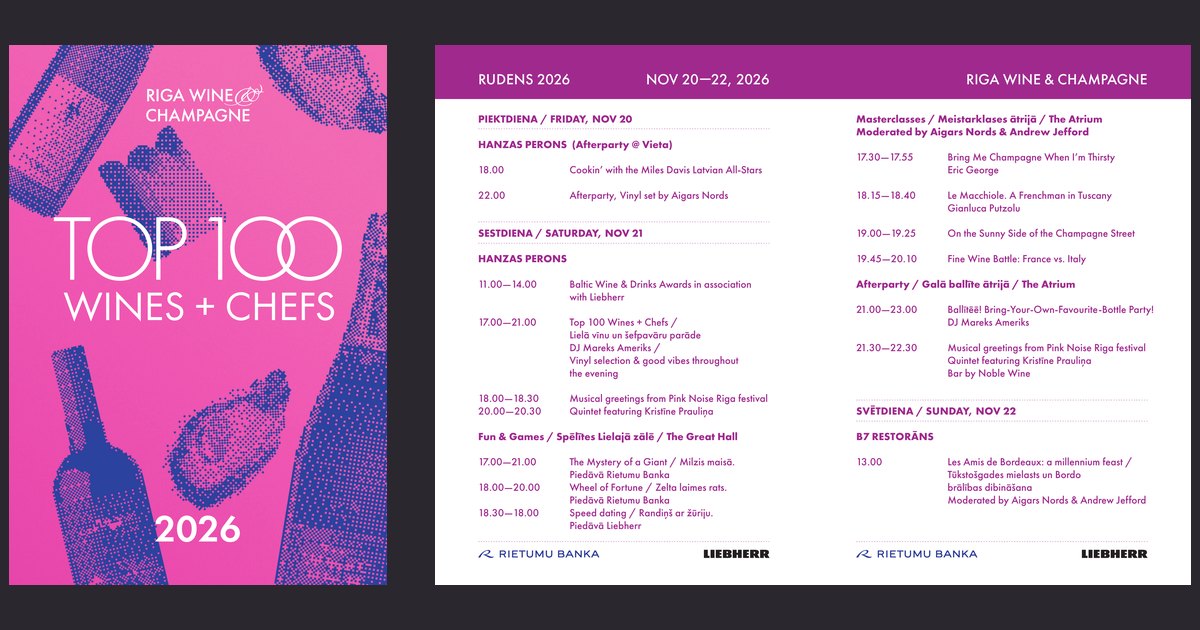 RIGA WINE &
CHAMPAGNE
TOP 100
WINES + CHEFS
2026
RUDENS 2026
NOV 20—22, 2026
RIGA WINE & CHAMPAGNE
PIEKTDIENA / FRIDAY, NOV 20
HANZAS PERONS (Afterparty @ Vieta)
18.00 Cookin’ with the Miles Davis Latvian All-Stars
22.00 Afterparty, Vinyl set by Aigars Nords
SESTDIENA / SATURDAY, NOV 21
HANZAS PERONS
11.00—14.00 Baltic Wine & Drinks Awards in association
with Liebherr
17.00—21.00 Top 100 Wines + Chefs /
Lielā vīnu un šefpavāru parāde
DJ Mareks Ameriks /
Vinyl selection & good vibes throughout
the evening
18.00—18.30 Musical greetings from Pink Noise Riga festival
20.00—20.30 Quintet featuring Kristīne Prauliņa
Fun & Games / Spēlītes Lielajā zālē / The Great Hall
17.00—21.00 The Mystery of a Giant / Milzis maisā.
Piedāvā Rietumu Banka
18.00—20.00 Wheel of Fortune / Zelta laimes rats.
Piedāvā Rietumu Banka
18.30—18.00 Speed dating / Randiņš ar žūriju.
Piedāvā Liebherr
RIETUMU BANKA LIEBHERR
Masterclasses / Meistarklases ātrijā / The Atrium
Moderated by Aigars Nords & Andrew Jefford
17.30—17.55 Bring Me Champagne When I’m Thirsty
Eric George
18.15—18.40 Le Macchiole. A Frenchman in Tuscany
Gianluca Putzolu
19.00—19.25 On the Sunny Side of the Champagne Street
19.45—20.10 Fine Wine Battle: France vs. Italy
Afterparty / Galā ballīte ātrijā / The Atrium
21.00—23.00 Ballītēē! Bring-Your-Own-Favourite-Bottle Party!
DJ Mareks Ameriks
21.30—22.30 Musical greetings from Pink Noise Riga festival
Quintet featuring Kristīne Prauliņa
Bar by Noble Wine
SVĒTDIENA / SUNDAY, NOV 22
B7 RESTORĀNS
13.00 Les Amis de Bordeaux: a millennium feast /
Tūkstošgades mielasts un Bordo
brālības dibināšana
Moderated by Aigars Nords & Andrew Jefford
RIETUMU BANKA LIEBHERR